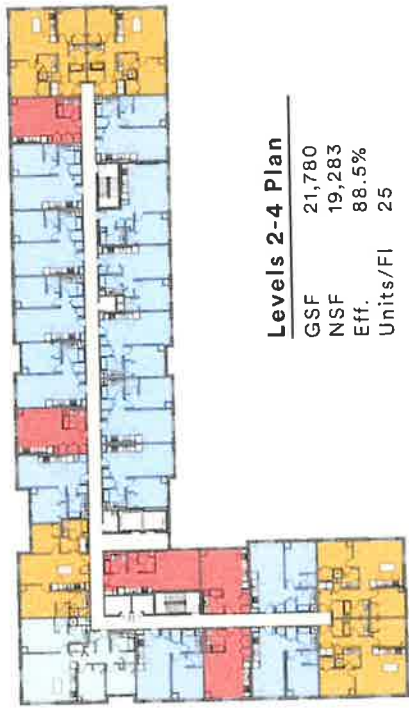 Levels 2-4 Plan
GSF 21,780
NSF 19,283
Eff. 88.5%
Units/Fl 25